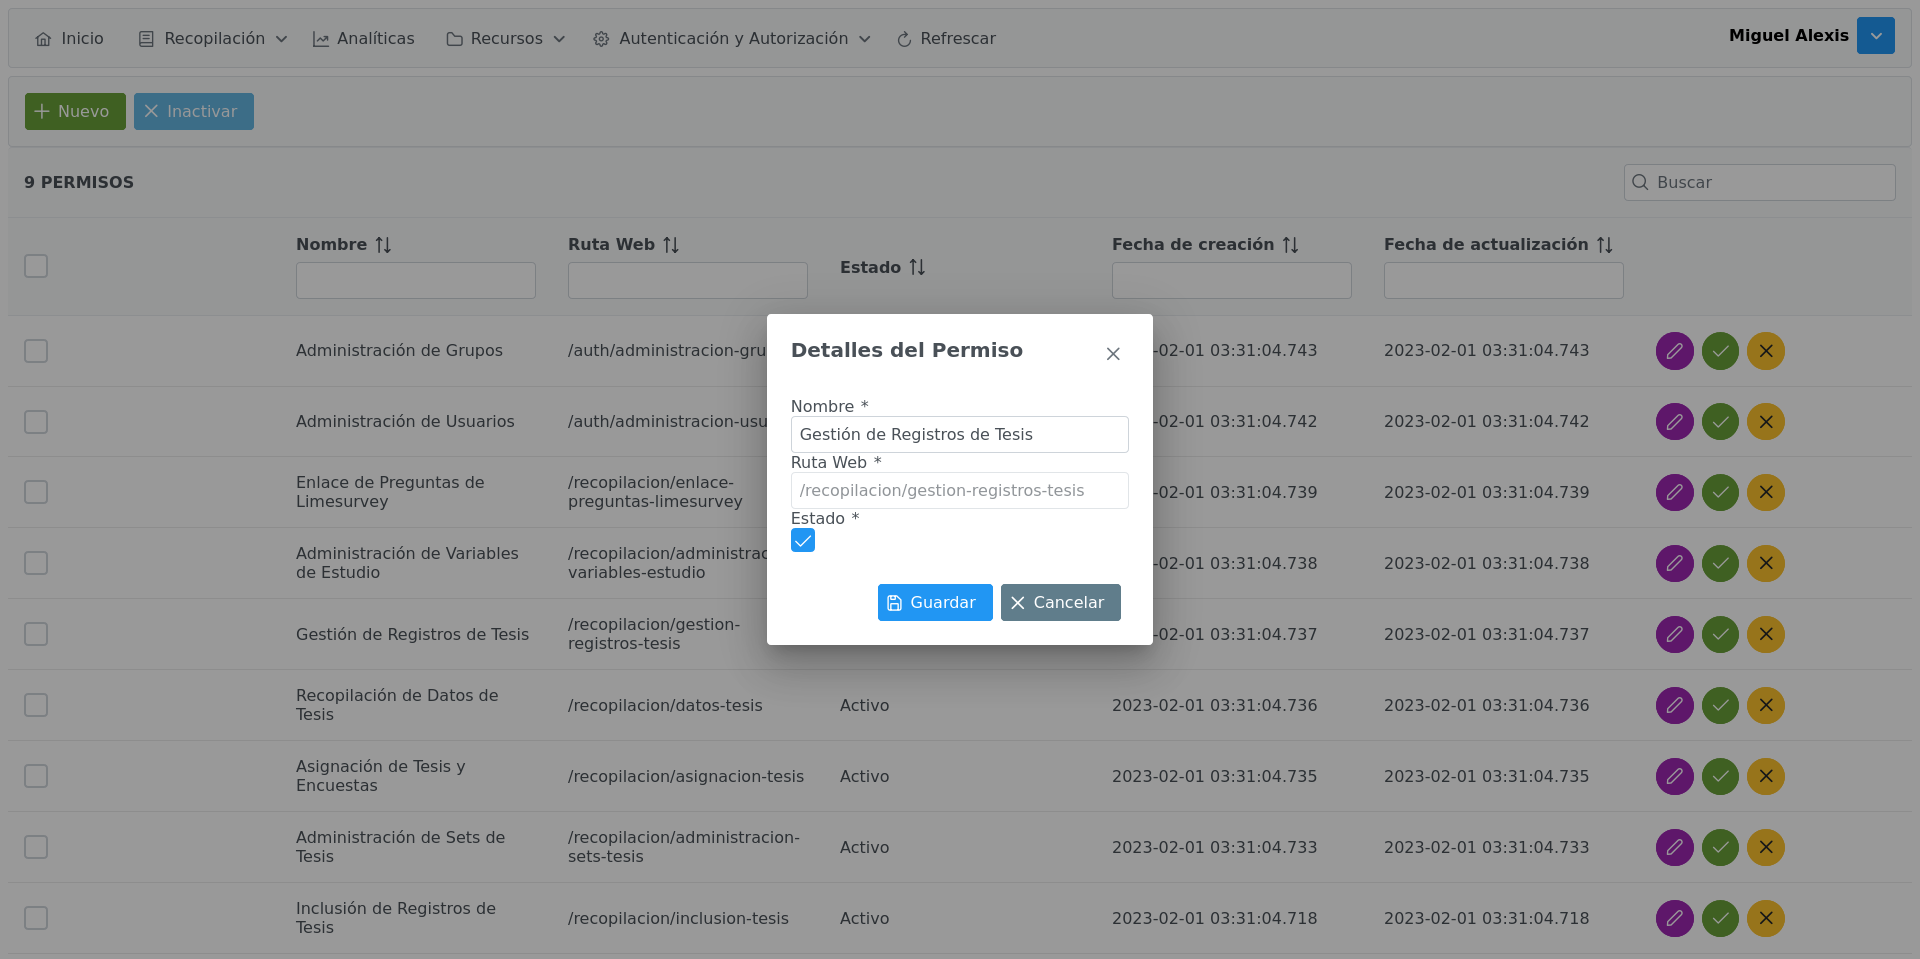 Inicio Recopilación Analíticas Recursos Autenticación y Autorización Refrescar Miguel Alexis
Nuevo Inactivar
9 PERMISOS Buscar
Nombre Ruta Web Estado Fecha de creación Fecha de actualización
Detalles del Permiso
Nombre *
Gestión de Registros de Tesis
Ruta Web *
/recopilacion/gestion-registros-tesis
Estado *
Guardar Cancelar
Administración de Grupos /auth/administracion-gru -02-01 03:31:04.743 2023-02-01 03:31:04.743
Administración de Usuarios /auth/administracion-usu -02-01 03:31:04.742 2023-02-01 03:31:04.742
Enlace de Preguntas de
Limesurvey
/recopilacion/enlace-
preguntas-limesurvey
-02-01 03:31:04.739 2023-02-01 03:31:04.739
Administración de Variables
de Estudio
/recopilacion/administrac
variables-estudio
-02-01 03:31:04.738 2023-02-01 03:31:04.738
Gestión de Registros de Tesis
/recopilacion/gestion-
registros-tesis
-02-01 03:31:04.737 2023-02-01 03:31:04.737
Recopilación de Datos de
Tesis
/recopilacion/datos-tesis Activo 2023-02-01 03:31:04.736 2023-02-01 03:31:04.736
Asignación de Tesis y
Encuestas
/recopilacion/asignacion-tesis Activo 2023-02-01 03:31:04.735 2023-02-01 03:31:04.735
Administración de Sets de
Tesis
/recopilacion/administracion-
sets-tesis
Activo 2023-02-01 03:31:04.733 2023-02-01 03:31:04.733
Inclusión de Registros de
Tesis
/recopilacion/inclusion-tesis Activo 2023-02-01 03:31:04.718 2023-02-01 03:31:04.718